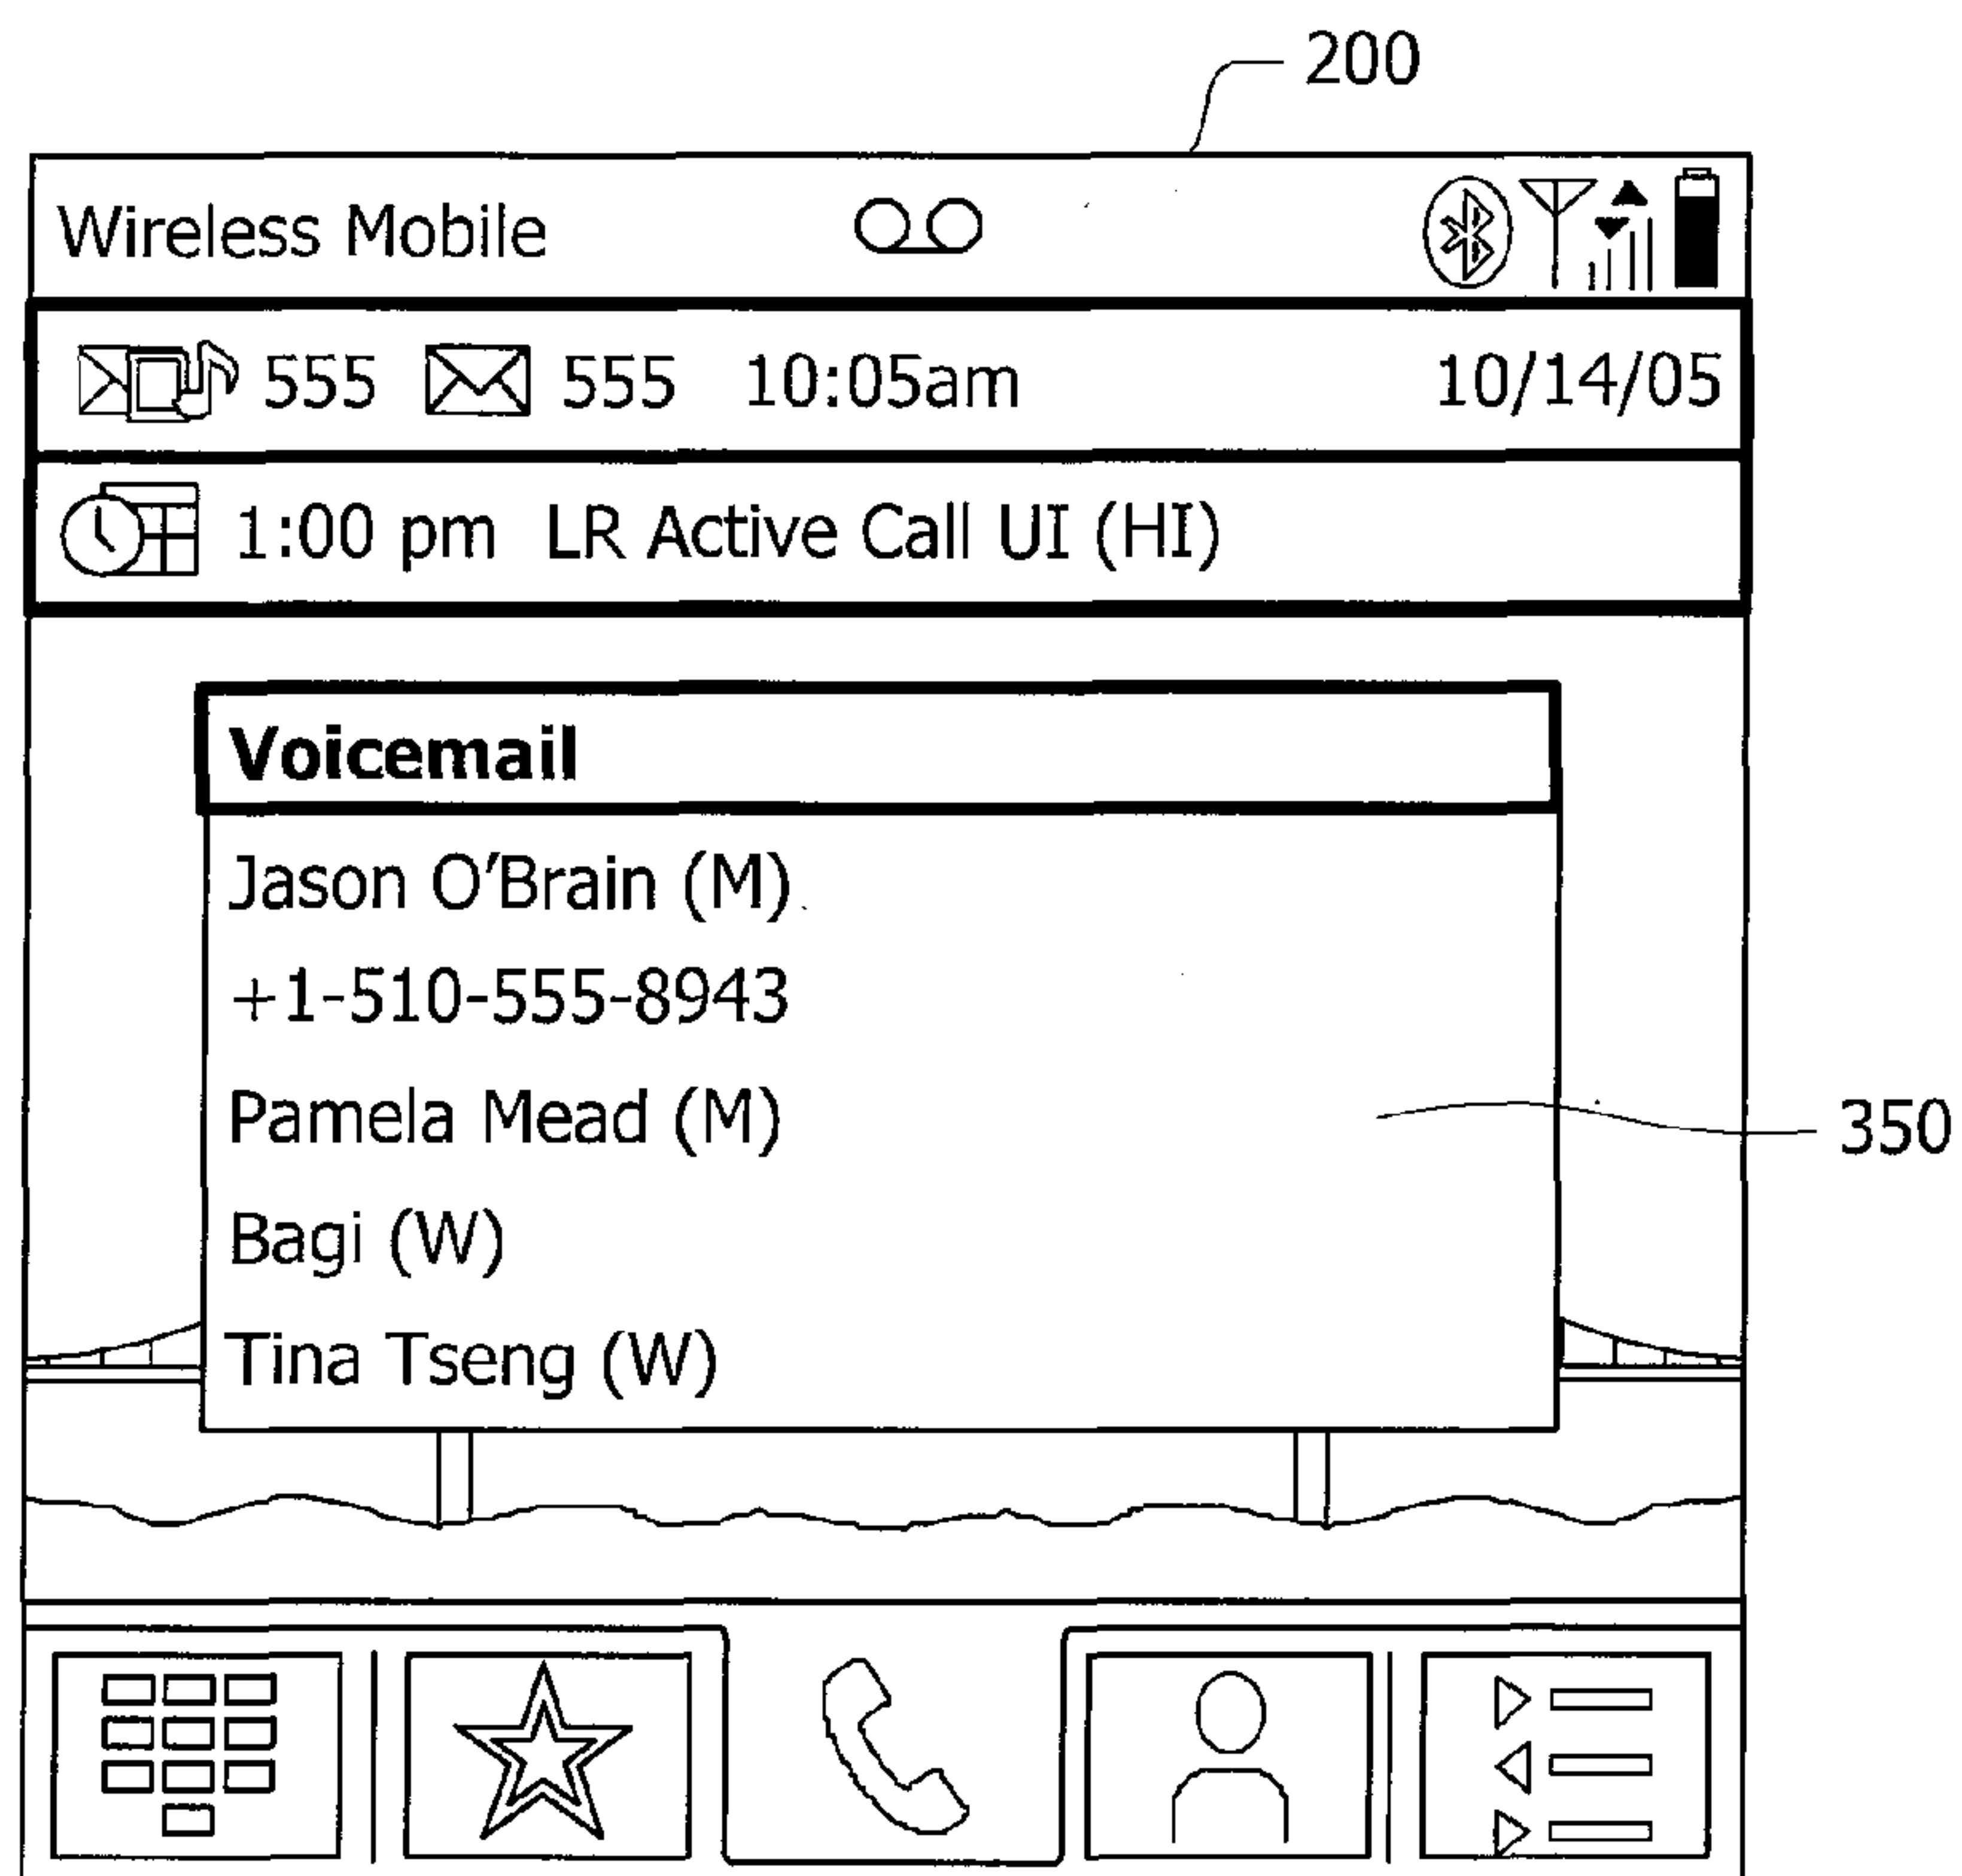 200
Wireless Mobile
555 555 10:05am 10/14/05
1:00 pm LR Active Call UI (HI)
Voicemail
Jason O'Brain (M)
+1-510-555-8943
Pamela Mead (M)
350
Bagi (W)
Tina Tseng (W)